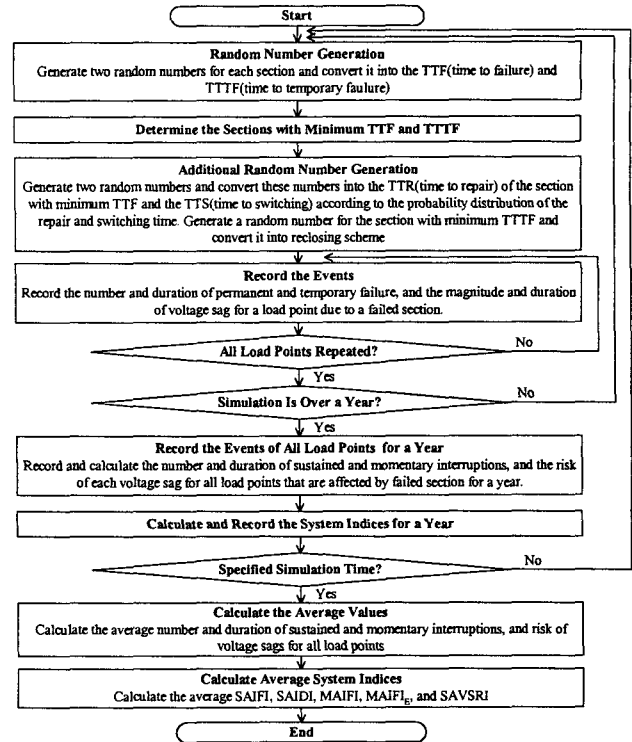 Start
Random Number Generation
Generate two random numbers for each section and convert it into the TTF(time to failure) and
TTTF(time to temporary faulure)
Determine the Sections with Minimum TTF and TTTF
Additional Random Number Generation
Generate two random numbers and convert these numbers into the TTR(time to repair) of the section
with minimum TTF and the TTS(time to switching) according to the probability distribution of the
repair and switching time. Generate a random number for the section with minimum TTTF and
convert it into reclosing scheme
Record the Events
Record the number and duration of permanent and temporary failure, and the magnitude and duration
of voltage sag for a load point due to a failed section.
All Load Points Repeated?
No
Yes
Simulation Is Over a Year?
No
Yes
Record the Events of All Load Points for a Year
Record and calculate the number and duration of sustained and momentary interruptions, and the risk
of each voltage sag for all load points that are affected by failed section for a year.
Calculate and Record the System Indices for a Year
Specified Simulation Time?
No
Yes
Calculate the Average Values
Calculate the average number and duration of sustained and momentary interruptions, and risk of
voltage sags for all load points
Calculate Average System Indices
Calculate the average SAIFI, SAIDI, MAIFI, MAIFI_E, and SAVSRI
End